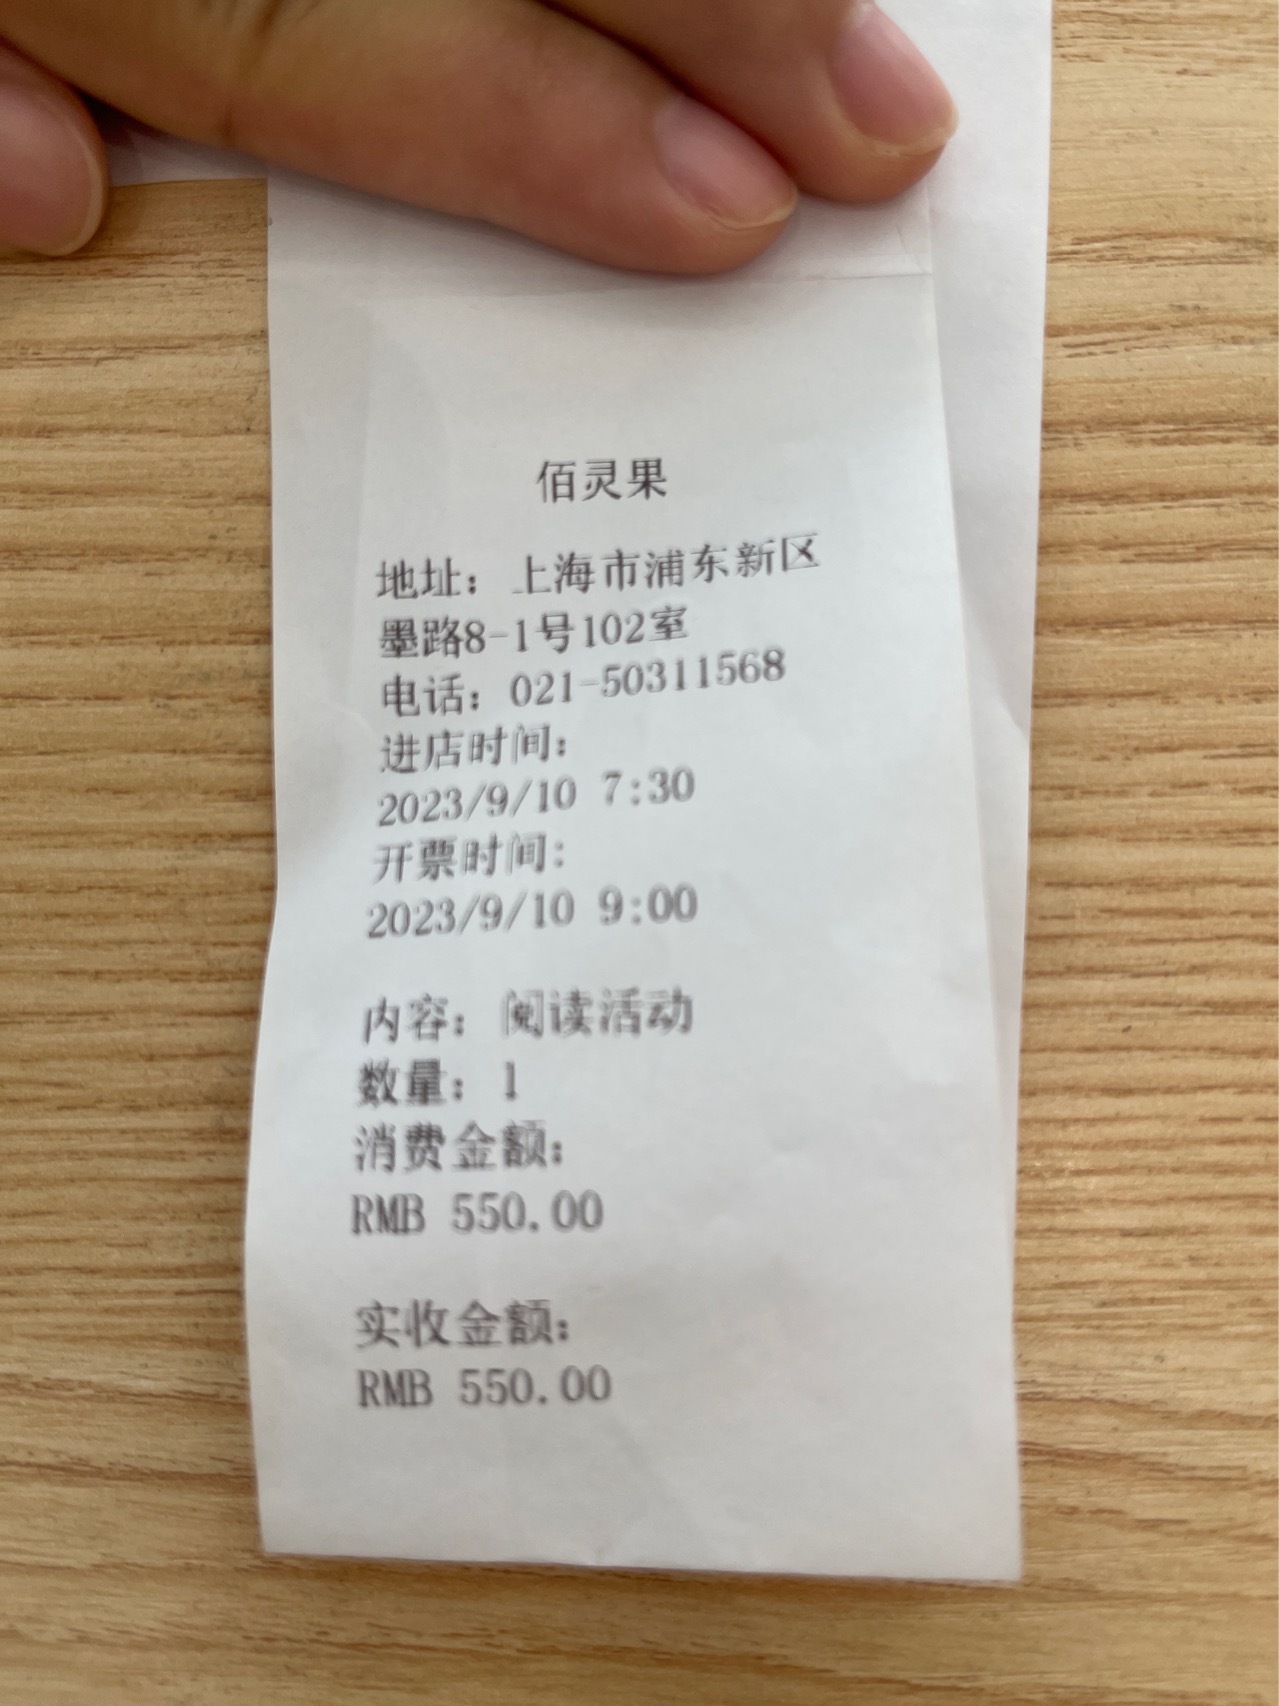 佰灵果
地址：上海市浦东新区
墨路8-1号102室
电话：021-50311568
进店时间：
2023/9/10 7:30
开票时间：
2023/9/10 9:00
内容：阅读活动
数量：1
消费金额：
RMB 550.00
实收金额：
RMB 550.00